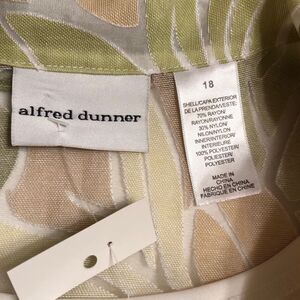 alfred dunner
18
SHELL/CAPA EXTERIOR
DE LA PRENDA/VESTE:
70% RAYON/
RAYON/RAYONNE
30% NYLON/
NILON/NYLON
INNER/INTERIOR/
INTERIEURE
100% POLYESTER/
POLIESTER/
POLYESTER
MADE IN
CHINA
HECHO EN CHINA
FABRIQUE EN CHINE